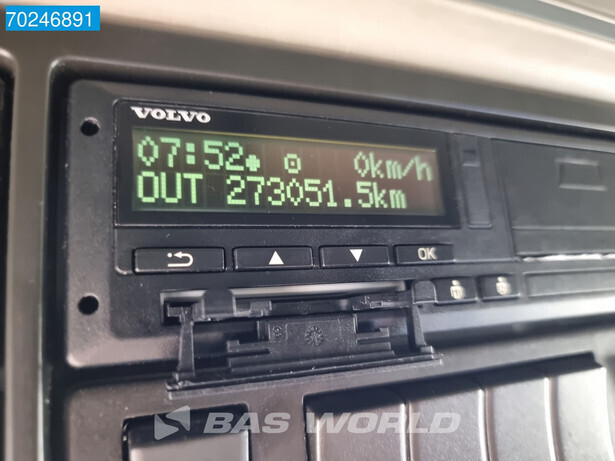 70246891
VOLVO
07:52 0km/h
OUT 273051.5km
OK
BAS WORLD